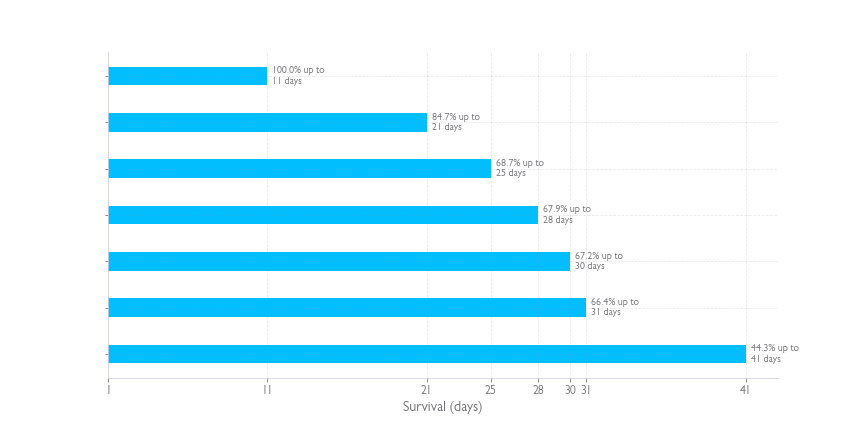 100.0% up to
11 days
84.7% up to
21 days
68.7% up to
25 days
67.9% up to
28 days
67.2% up to
30 days
66.4% up to
31 days
44.3% up to
41 days
1 11 21 25 28 30 31 41
Survival (days)